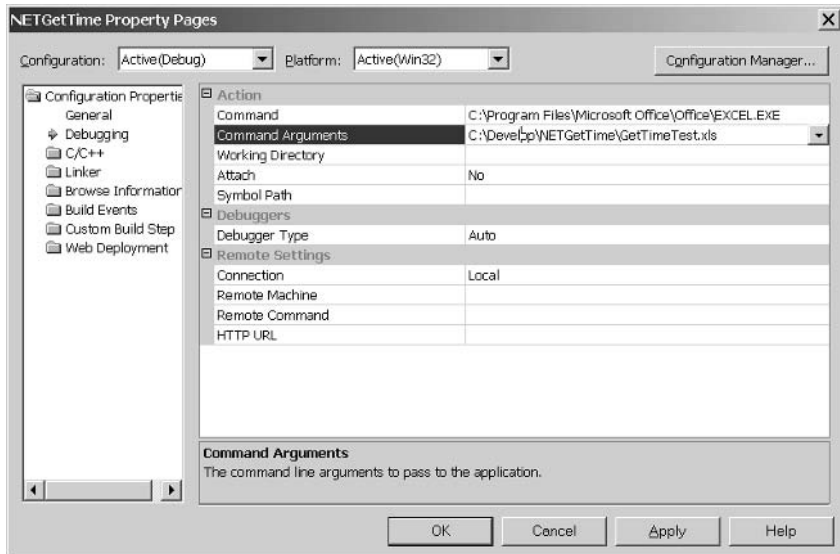 NETGetTime Property Pages
Configuration: Active(Debug) Platform: Active(Win32) Configuration Manager...
Configuration Propertie
General
Debugging
C/C++
Linker
Browse Information
Build Events
Custom Build Step
Web Deployment
Action
Command C:\Program Files\Microsoft Office\Office\EXCEL.EXE
Command Arguments C:\Develop\NETGetTime\GetTimeTest.xls
Working Directory
Attach No
Symbol Path
Debuggers
Debugger Type Auto
Remote Settings
Connection Local
Remote Machine
Remote Command
HTTP URL
Command Arguments
The command line arguments to pass to the application.
OK Cancel Apply Help